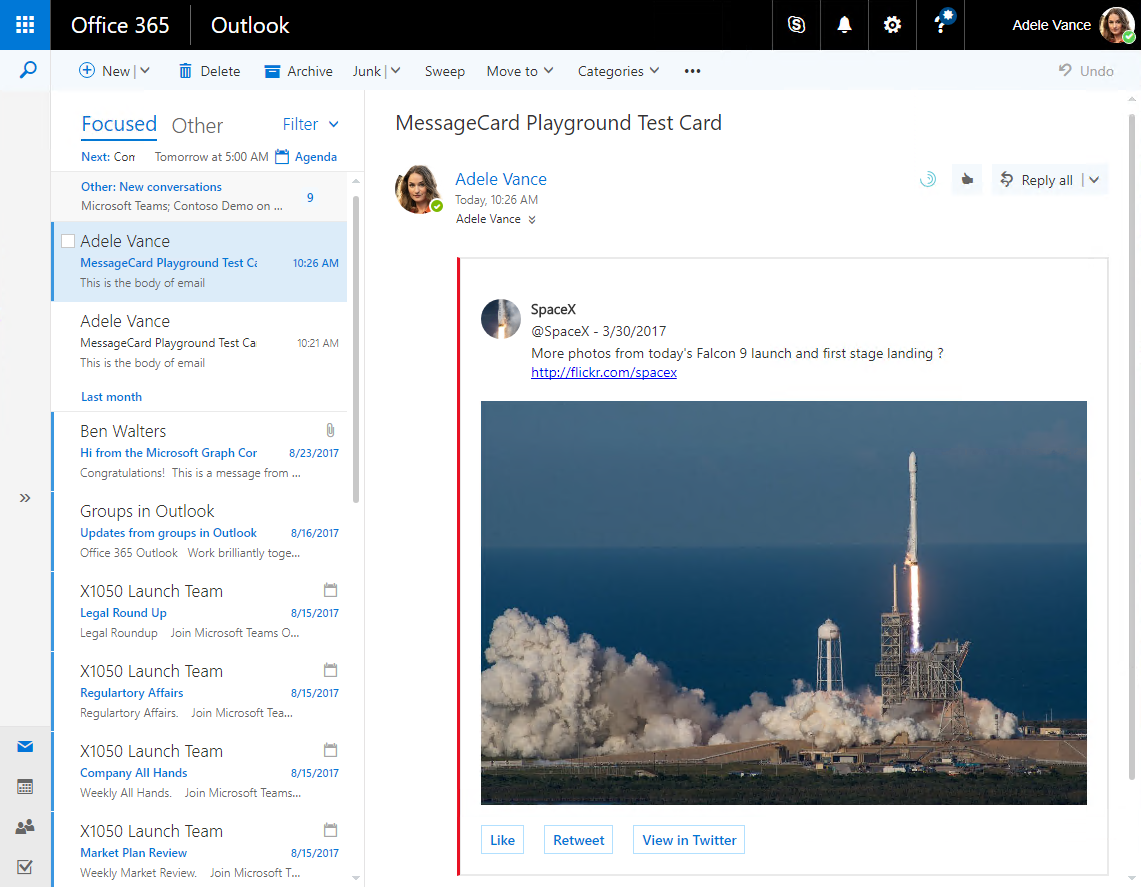 Office 365 Outlook Adele Vance
New Delete Archive Junk Sweep Move to Categories ••• Undo
Focused Other Filter
Next: Con Tomorrow at 5:00 AM Agenda
Other: New conversations
Microsoft Teams; Contoso Demo on ...
9
Adele Vance
MessageCard Playground Test Ca 10:26 AM
This is the body of email
Adele Vance
MessageCard Playground Test Ca 10:21 AM
This is the body of email
Last month
Ben Walters
Hi from the Microsoft Graph Con 8/23/2017
Congratulations! This is a message from ...
Groups in Outlook
Updates from groups in Outlook 8/16/2017
Office 365 Outlook Work brilliantly toge...
X1050 Launch Team
Legal Round Up 8/15/2017
Legal Roundup Join Microsoft Teams O...
X1050 Launch Team
Regulartory Affairs 8/15/2017
Regulartory Affairs. Join Microsoft Tea...
X1050 Launch Team
Company All Hands 8/15/2017
Weekly All Hands. Join Microsoft Teams...
X1050 Launch Team
Market Plan Review 8/15/2017
Weekly Market Review. Join Microsoft T...
MessageCard Playground Test Card
Adele Vance
Today, 10:26 AM
Adele Vance
Reply all
SpaceX
@SpaceX - 3/30/2017
More photos from today's Falcon 9 launch and first stage landing ?
http://flickr.com/spacex
Like Retweet View in Twitter